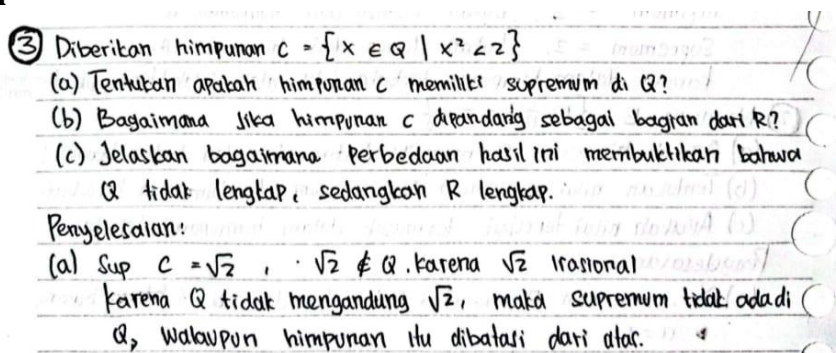 ③ Diberikan himpunan C = {x ∈ Q | x² < 2}
(a) Tentukan apakah himpunan C memiliki supremum di Q?
(b) Bagaimana Jika himpunan C dipandang sebagai bagian dari R?
(c) Jelaskan bagaimana Perbedaan hasil ini membuktikan bahwa
Q tidak lengkap, sedangkan R lengkap.
Penyelesaian:
(a) Sup C = √2, √2 ∉ Q. Karena √2 Irasional
karena Q tidak mengandung √2, maka supremum tidak ada di
Q, walaupun himpunan itu dibatasi dari atas.